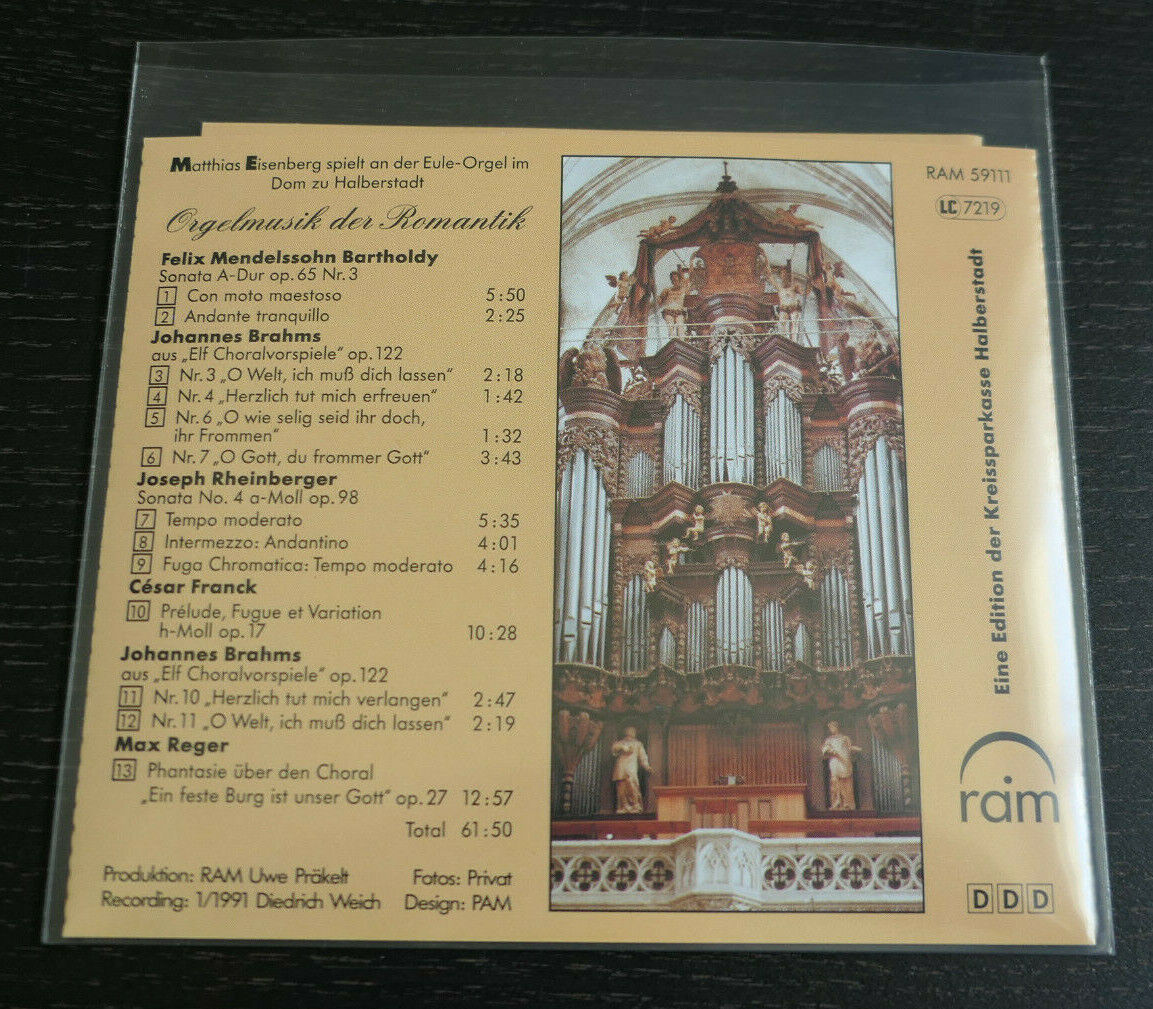 Matthias Eisenberg spielt an der Eule-Orgel im
Dom zu Halberstadt
Orgelmusik der Romantik
Felix Mendelssohn Bartholdy
Sonata A-Dur op. 65 Nr. 3
1 Con moto maestoso 5:50
2 Andante tranquillo 2:25
Johannes Brahms
aus „Elf Choralvorspiele" op. 122
3 Nr. 3 „O Welt, ich muß dich lassen" 2:18
4 Nr. 4 „Herzlich tut mich erfreuen" 1:42
5 Nr. 6 „O wie selig seid ihr doch,
ihr Frommen" 1:32
6 Nr. 7 „O Gott, du frommer Gott" 3:43
Joseph Rheinberger
Sonata No. 4 a-Moll op. 98
7 Tempo moderato 5:35
8 Intermezzo: Andantino 4:01
9 Fuga Chromatica: Tempo moderato 4:16
César Franck
10 Prélude, Fugue et Variation
h-Moll op. 17 10:28
Johannes Brahms
aus „Elf Choralvorspiele" op. 122
11 Nr. 10 „Herzlich tut mich verlangen" 2:47
12 Nr. 11 „O Welt, ich muß dich lassen" 2:19
Max Reger
13 Phantasie über den Choral
„Ein feste Burg ist unser Gott" op. 27 12:57
Total 61:50
Produktion: RAM Uwe Präkelt Fotos: Privat
Recording: 1/1991 Diedrich Weich Design: PAM
RAM 59111
LC 7219
Eine Edition der Kreissparkasse Halberstadt
ram
DDD